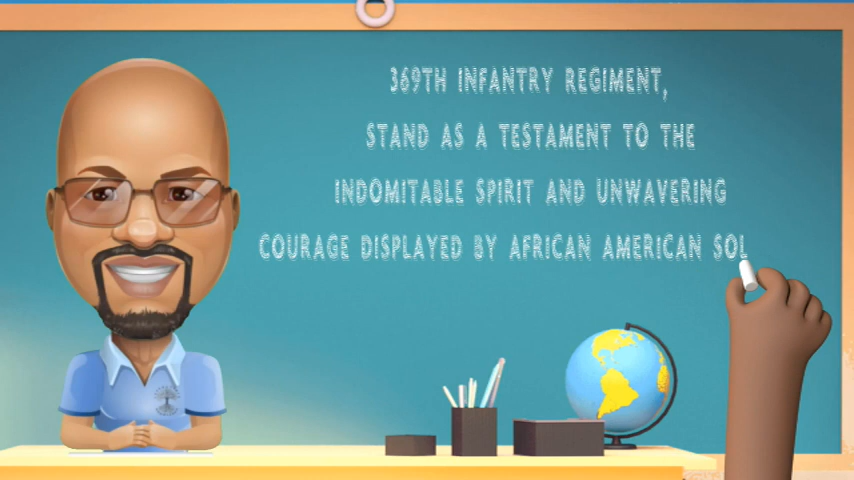 369TH INFANTRY REGIMENT,
STAND AS A TESTAMENT TO THE
INDOMITABLE SPIRIT AND UNWAVERING
COURAGE DISPLAYED BY AFRICAN AMERICAN SOL